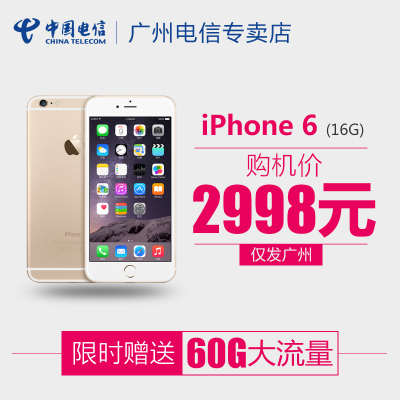 中国电信 广州电信专卖店
CHINA TELECOM
iPhone 6 (16G)
购机价
2998元
仅发广州
限时赠送 60G大流量